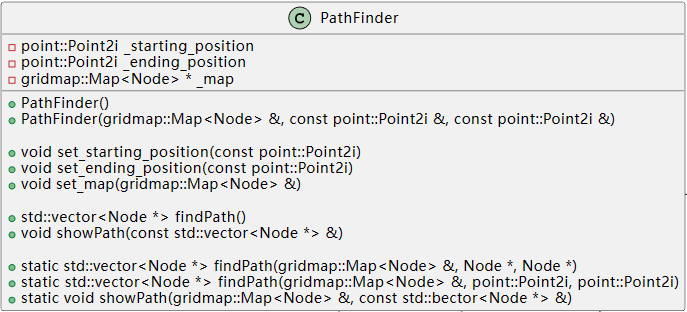 C PathFinder
point::Point2i _starting_position
point::Point2i _ending_position
gridmap::Map<Node> * _map
PathFinder()
PathFinder(gridmap::Map<Node> &, const point::Point2i &, const point::Point2i &)
void set_starting_position(const point::Point2i)
void set_ending_position(const point::Point2i)
void set_map(gridmap::Map<Node> &)
std::vector<Node *> findPath()
void showPath(const std::vector<Node *> &)
static std::vector<Node *> findPath(gridmap::Map<Node> &, Node *, Node *)
static std::vector<Node *> findPath(gridmap::Map<Node> &, point::Point2i, point::Point2i)
static void showPath(gridmap::Map<Node> &, const std::bector<Node *> &)